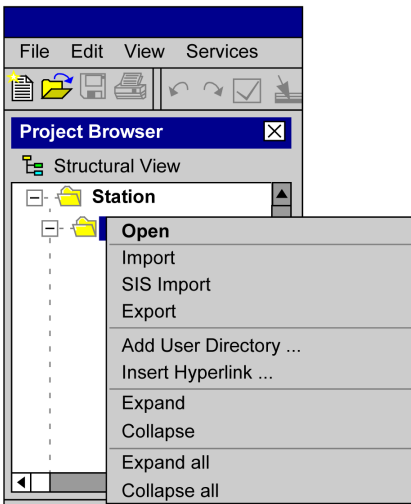 File Edit View Services
Project Browser
Structural View
Station
Open
Import
SIS Import
Export
Add User Directory ...
Insert Hyperlink ...
Expand
Collapse
Expand all
Collapse all